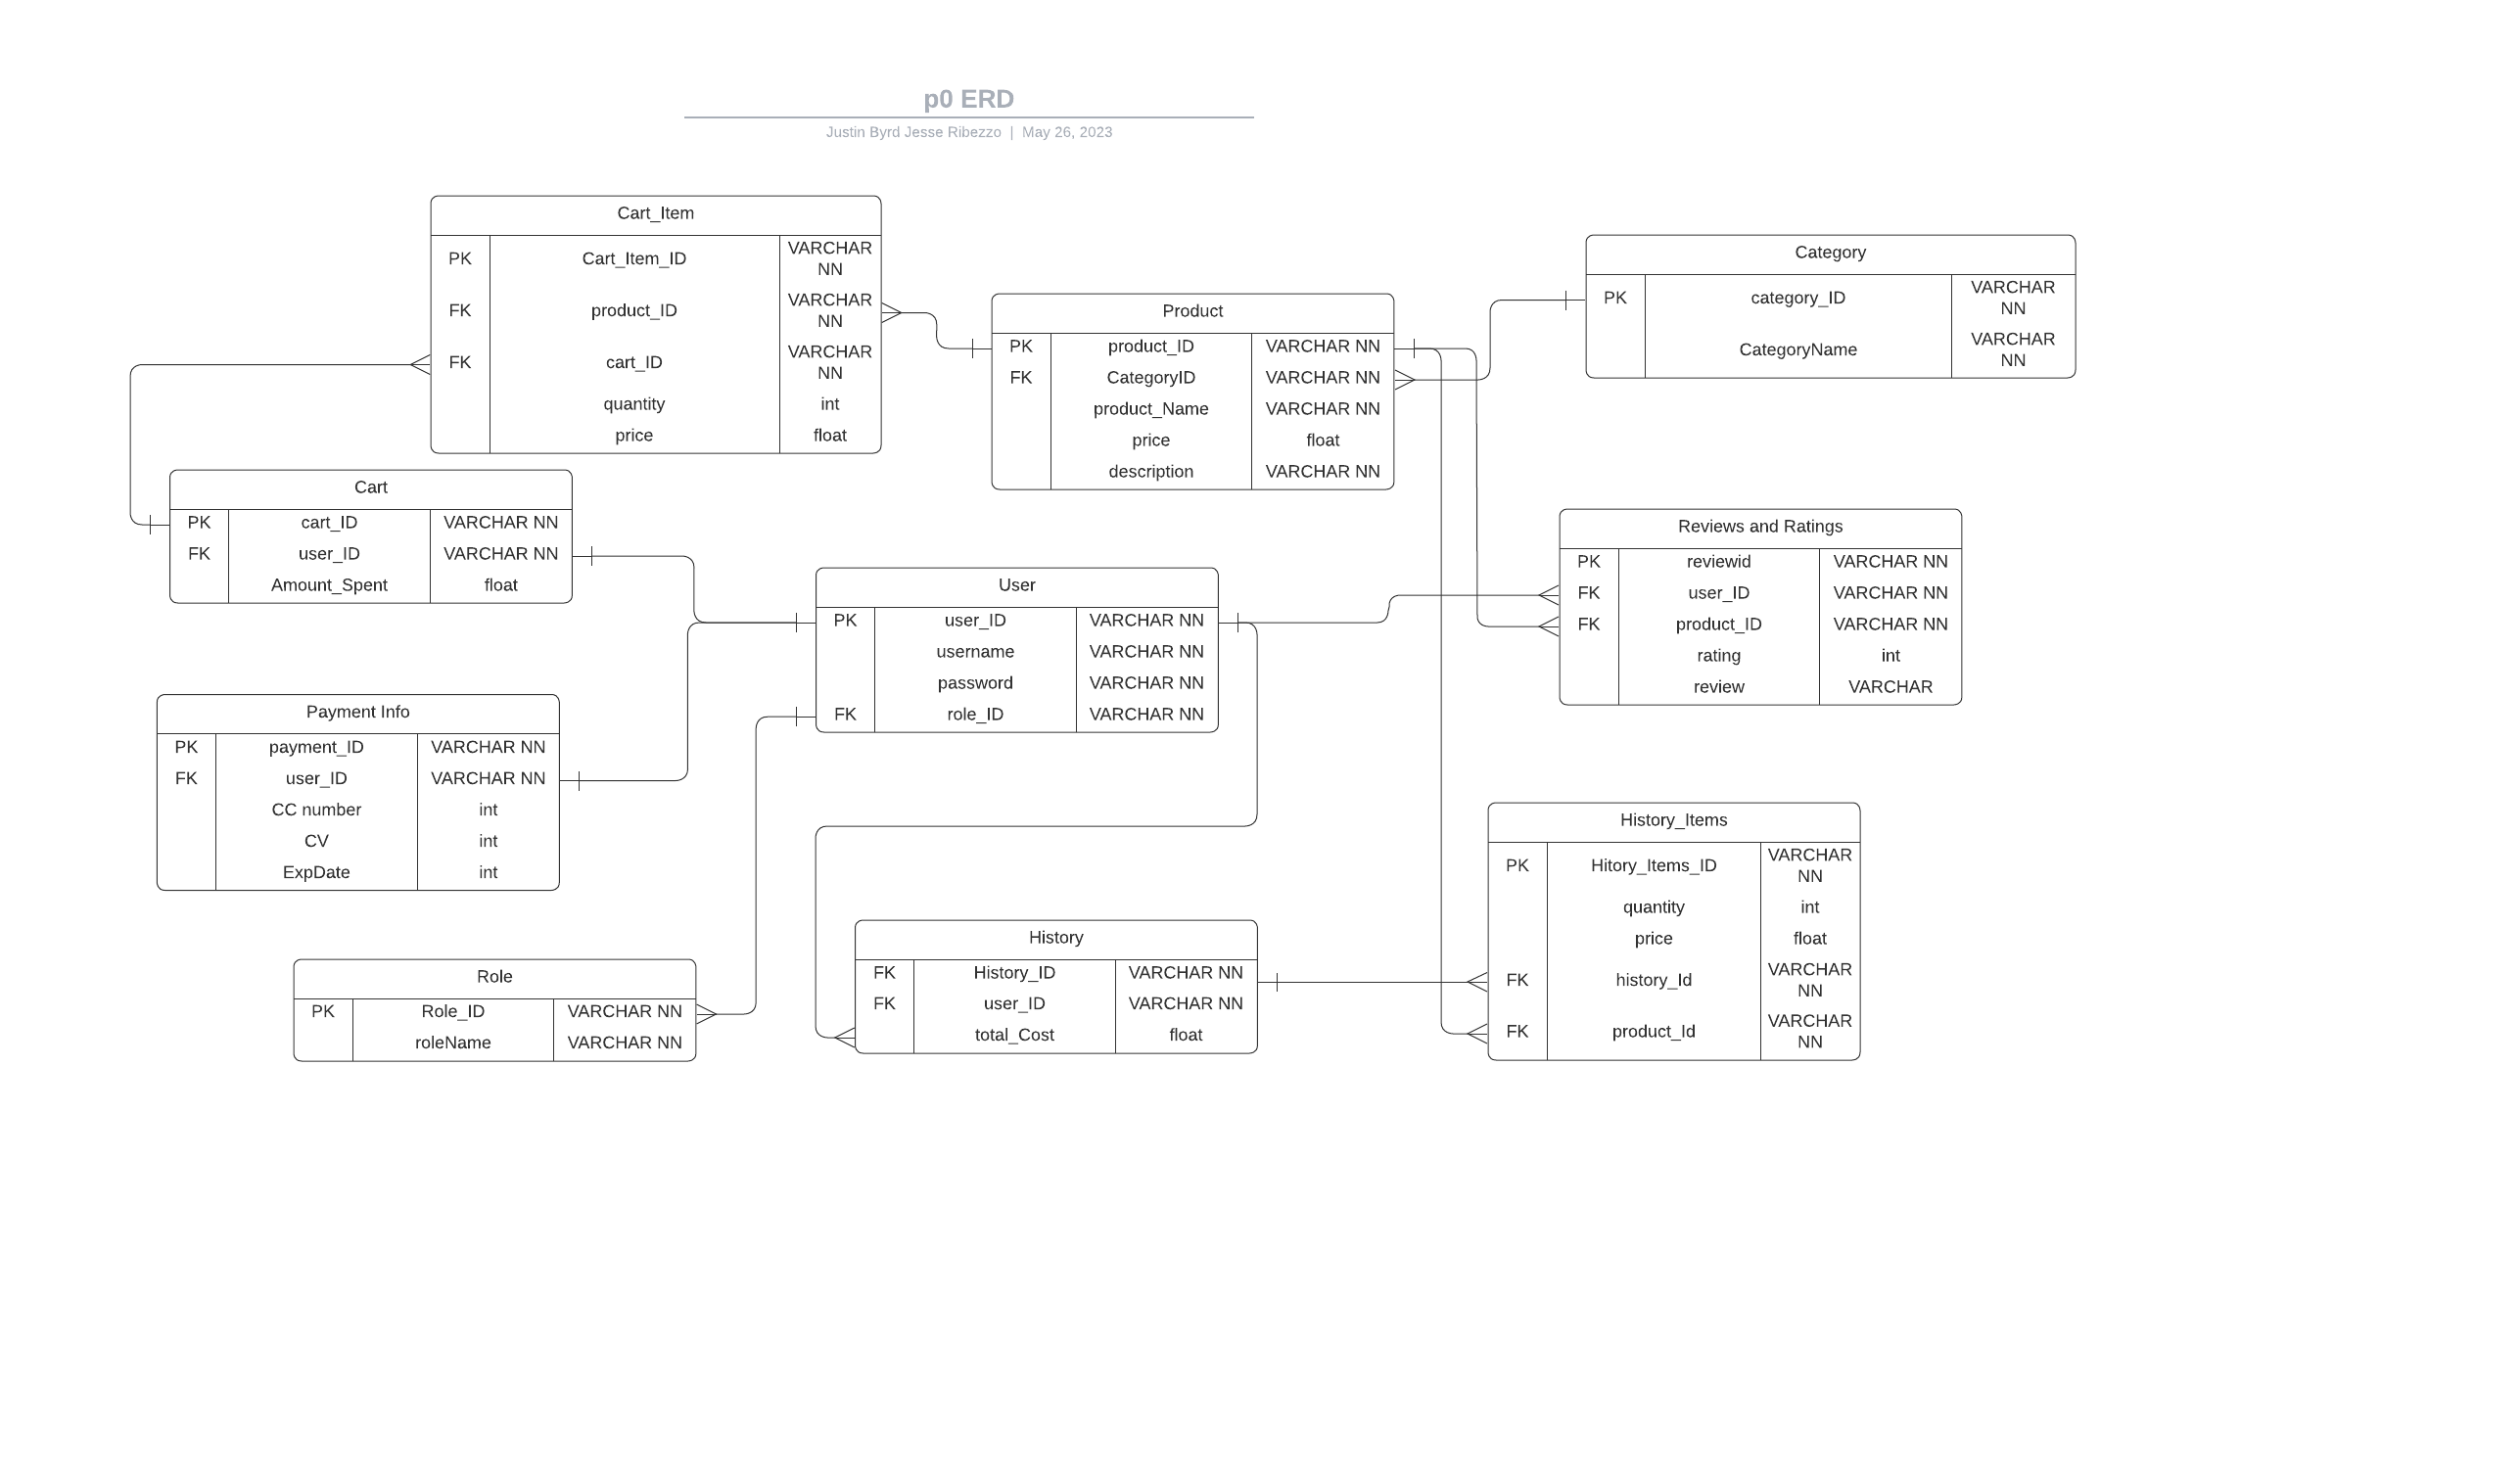 p0 ERD
Justin Byrd Jesse Ribezzo | May 26, 2023
Cart_Item
PK Cart_Item_ID VARCHAR NN
FK product_ID VARCHAR NN
FK cart_ID VARCHAR NN
quantity int
price float
Product
PK product_ID VARCHAR NN
FK CategoryID VARCHAR NN
product_Name VARCHAR NN
price float
description VARCHAR NN
Category
PK category_ID VARCHAR NN
CategoryName VARCHAR NN
Cart
PK cart_ID VARCHAR NN
FK user_ID VARCHAR NN
Amount_Spent float
User
PK user_ID VARCHAR NN
username VARCHAR NN
password VARCHAR NN
FK role_ID VARCHAR NN
Reviews and Ratings
PK reviewid VARCHAR NN
FK user_ID VARCHAR NN
FK product_ID VARCHAR NN
rating int
review VARCHAR
Payment Info
PK payment_ID VARCHAR NN
FK user_ID VARCHAR NN
CC number int
CV int
ExpDate int
History_Items
PK Hitory_Items_ID VARCHAR NN
quantity int
price float
FK history_Id VARCHAR NN
FK product_Id VARCHAR NN
Role
PK Role_ID VARCHAR NN
roleName VARCHAR NN
History
FK History_ID VARCHAR NN
FK user_ID VARCHAR NN
total_Cost float